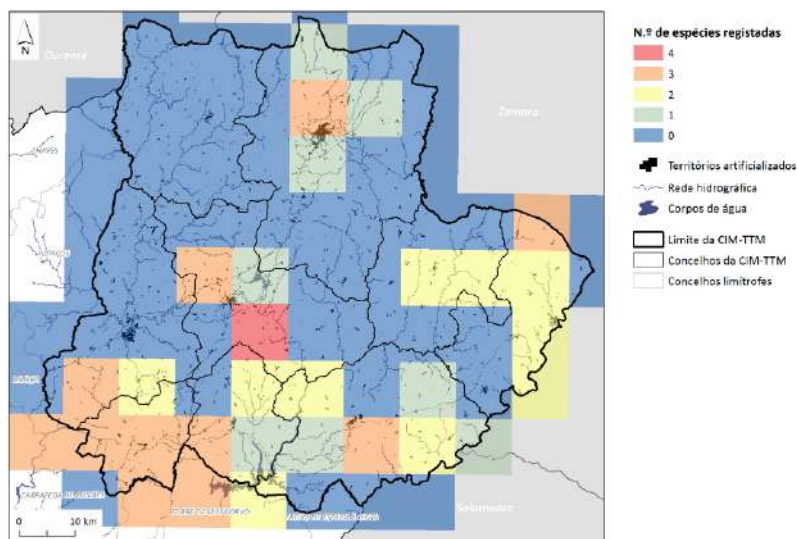 N
Ourense
Zamora
CHAVES
Salamanca
0 10 km
N.º de espécies registadas
4
3
2
1
0
Territórios artificializados
Rede hidrográfica
Corpos de água
Limite da CIM-TTM
Concelhos da CIM-TTM
Concelhos limítrofes